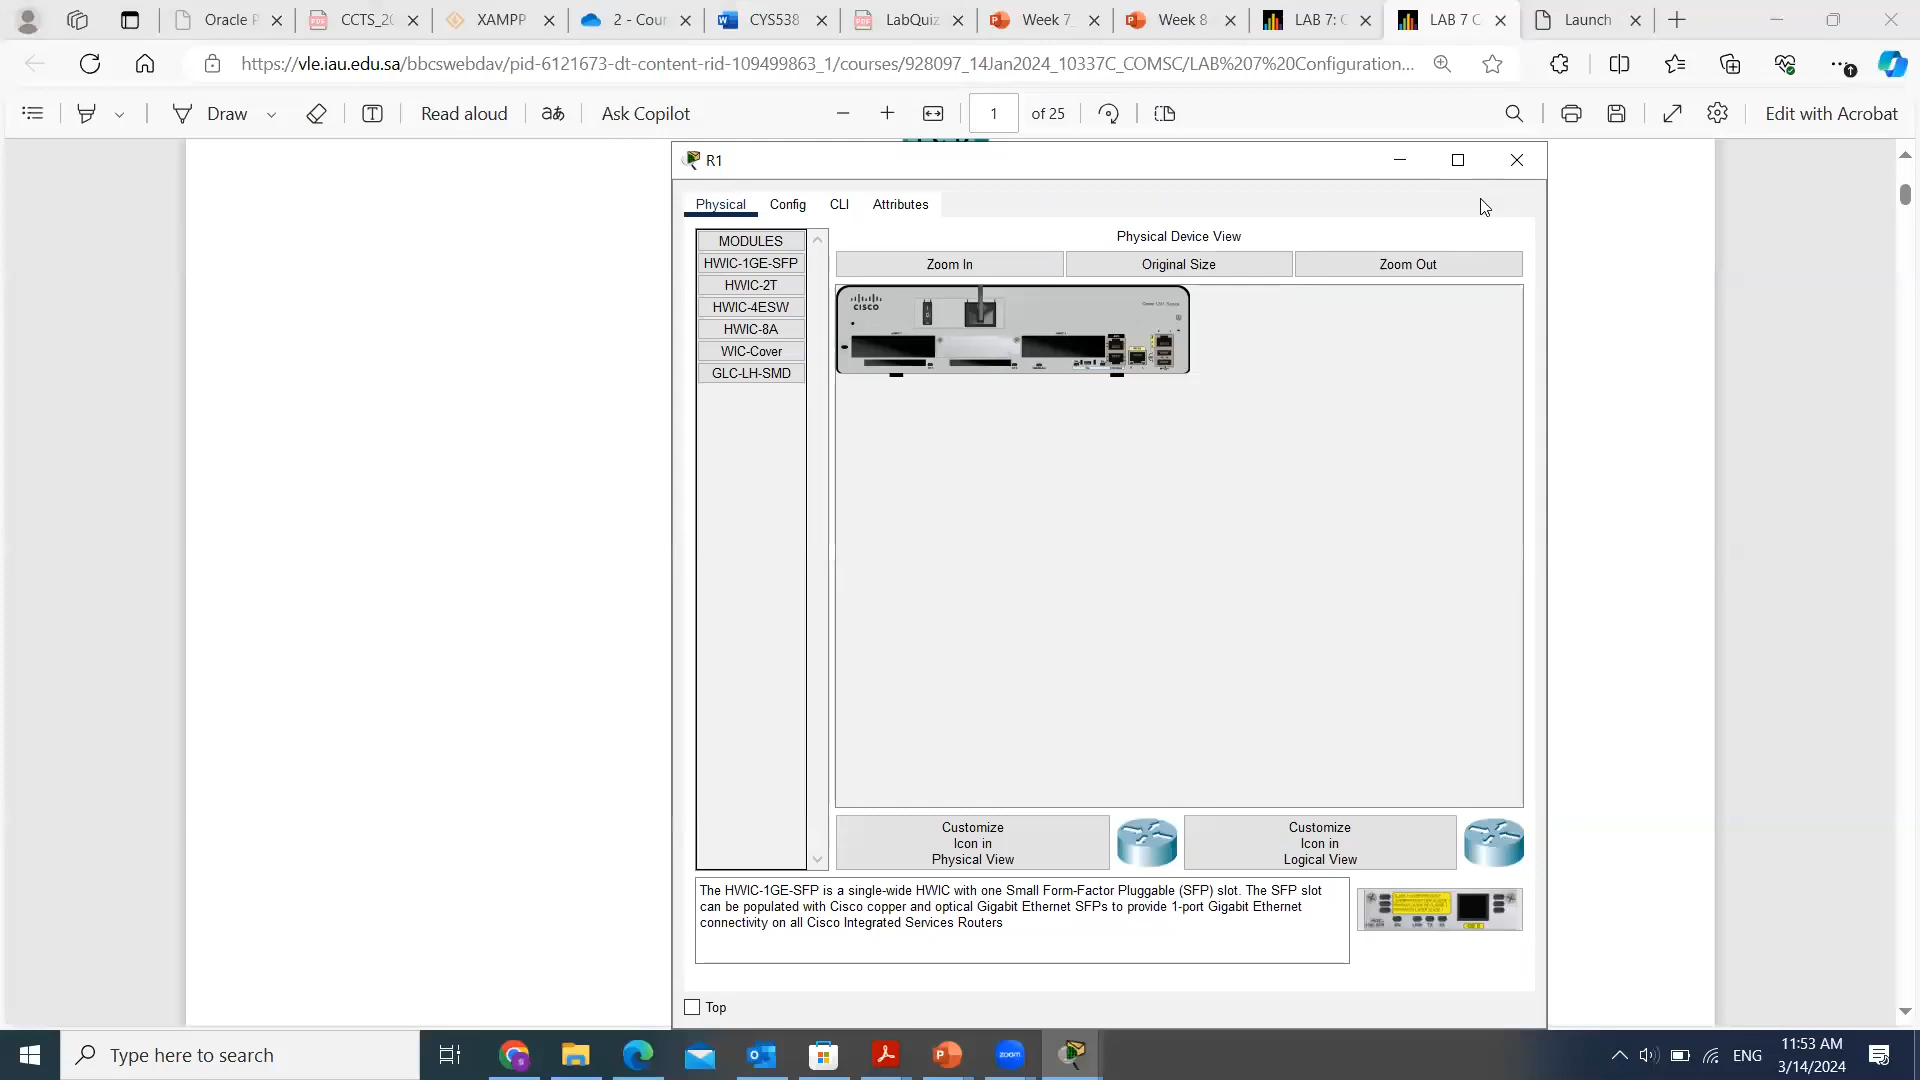 Oracle P
CCTS_20
XAMPP
2 - Cour
CYS538
LabQuiz
Week 7_
Week 8
LAB 7: C
LAB 7 C
Launch
https://vle.iau.edu.sa/bbcswebdav/pid-6121673-dt-content-rid-109499863_1/courses/928097_14Jan2024_10337C_COMSC/LAB%207%20Configuration...
Draw
Read aloud
aあ
Ask Copilot
1
of 25
Edit with Acrobat
R1
Physical
Config
CLI
Attributes
MODULES
HWIC-1GE-SFP
HWIC-2T
HWIC-4ESW
HWIC-8A
WIC-Cover
GLC-LH-SMD
Physical Device View
Zoom In
Original Size
Zoom Out
CISCO
Customize
Icon in
Physical View
Customize
Icon in
Logical View
The HWIC-1GE-SFP is a single-wide HWIC with one Small Form-Factor Pluggable (SFP) slot. The SFP slot
can be populated with Cisco copper and optical Gigabit Ethernet SFPs to provide 1-port Gigabit Ethernet
connectivity on all Cisco Integrated Services Routers
Top
Type here to search
zoom
ENG
11:53 AM
3/14/2024